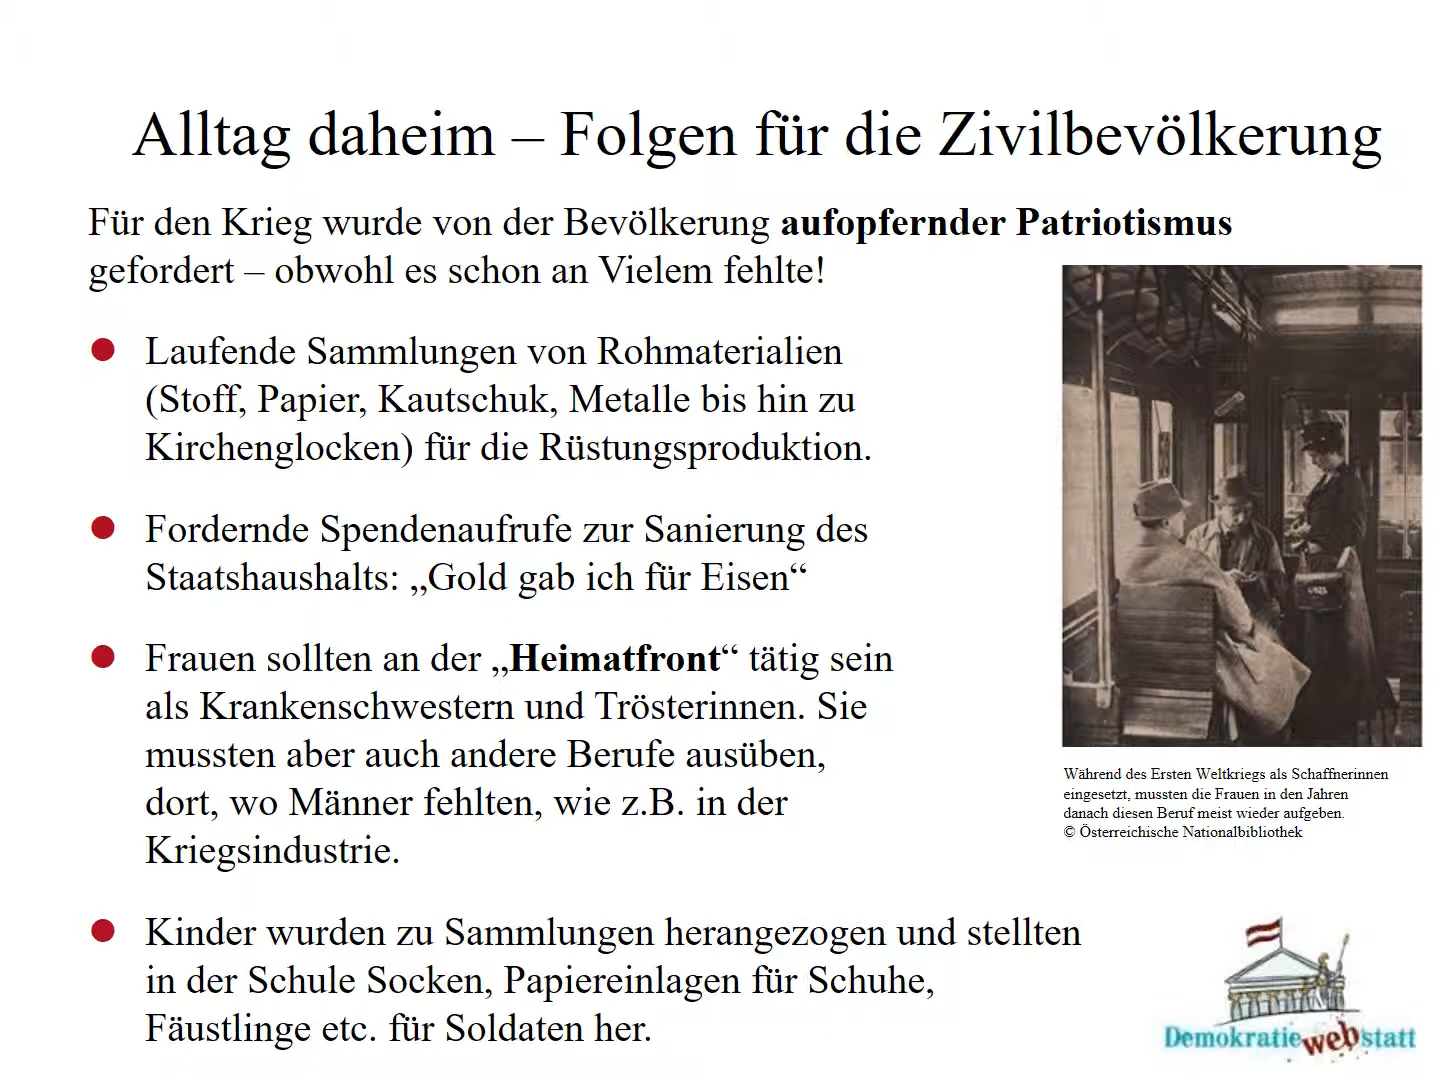 Alltag daheim – Folgen für die Zivilbevölkerung
Für den Krieg wurde von der Bevölkerung aufopfernder Patriotismus
gefordert – obwohl es schon an Vielem fehlte!
Laufende Sammlungen von Rohmaterialien
(Stoff, Papier, Kautschuk, Metalle bis hin zu
Kirchenglocken) für die Rüstungsproduktion.
Fordernde Spendenaufrufe zur Sanierung des
Staatshaushalts: „Gold gab ich für Eisen“
Frauen sollten an der „Heimatfront“ tätig sein
als Krankenschwestern und Trösterinnen. Sie
mussten aber auch andere Berufe ausüben,
dort, wo Männer fehlten, wie z.B. in der
Kriegsindustrie.
Kinder wurden zu Sammlungen herangezogen und stellten
in der Schule Socken, Papiereinlagen für Schuhe,
Fäustlinge etc. für Soldaten her.
Während des Ersten Weltkriegs als Schaffnerinnen
eingesetzt, mussten die Frauen in den Jahren
danach diesen Beruf meist wieder aufgeben.
© Österreichische Nationalbibliothek
Demokratiewebstatt